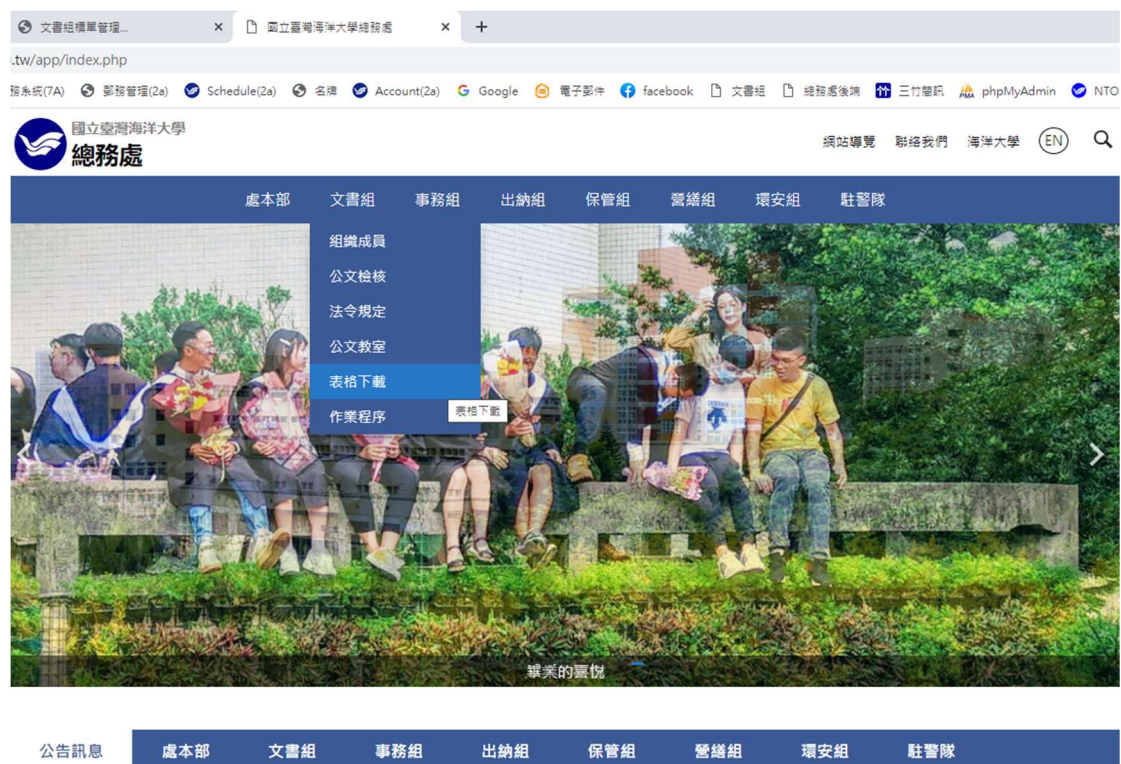 文書組檔單管理...
國立臺灣海洋大學總務處
.tw/app/index.php
務系統(7A) 郵務管理(2a) Schedule(2a) 名牌 Account(2a) Google 電子郵件 facebook 文書組 總務處後端 三竹簡訊 phpMyAdmin NTO
國立臺灣海洋大學
總務處
網站導覽 聯絡我們 海洋大學 EN
處本部 文書組 事務組 出納組 保管組 營繕組 環安組 駐警隊
組織成員
公文檢核
法令規定
公文教室
表格下載
作業程序
表格下載
畢業的喜悅
公告訊息 處本部 文書組 事務組 出納組 保管組 營繕組 環安組 駐警隊